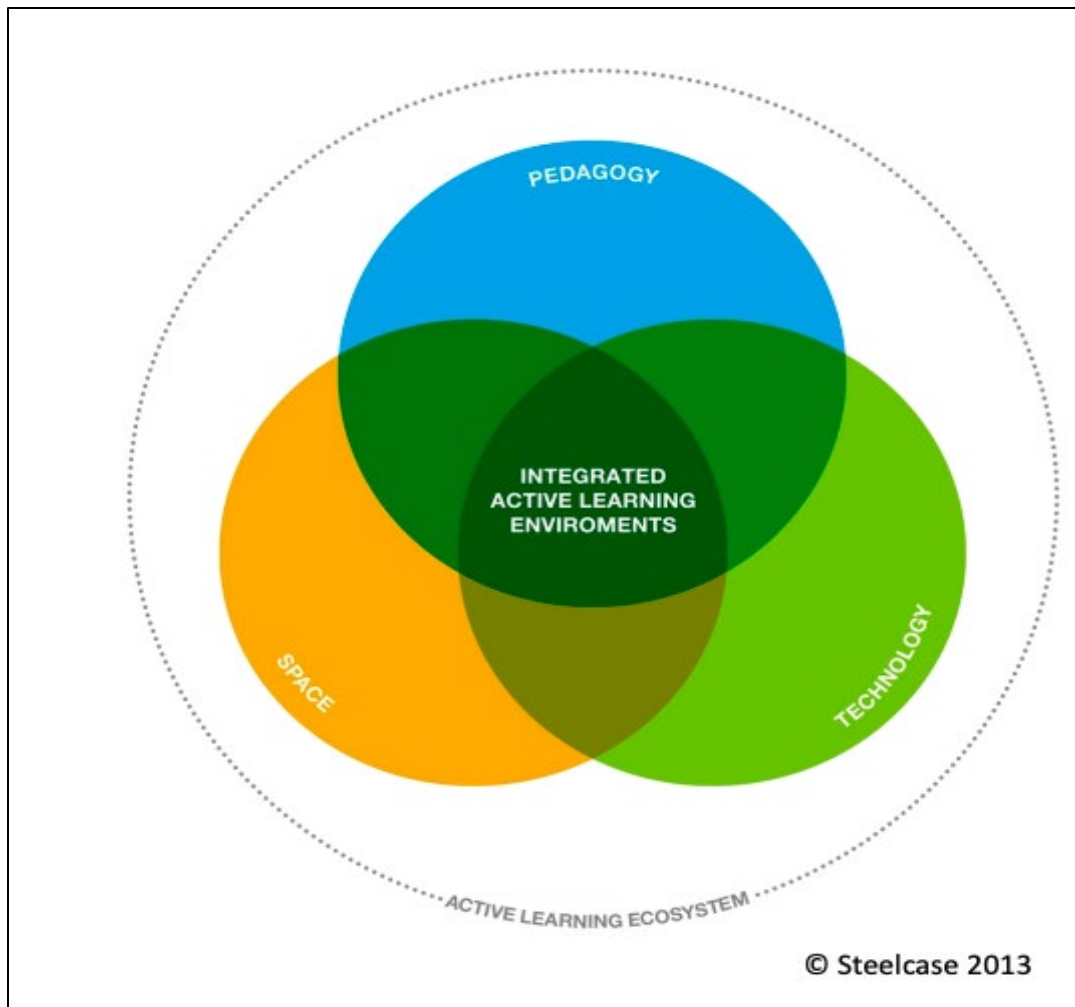 PEDAGOGY
INTEGRATED
ACTIVE LEARNING
ENVIROMENTS
SPACE
TECHNOLOGY
ACTIVE LEARNING ECOSYSTEM
© Steelcase 2013